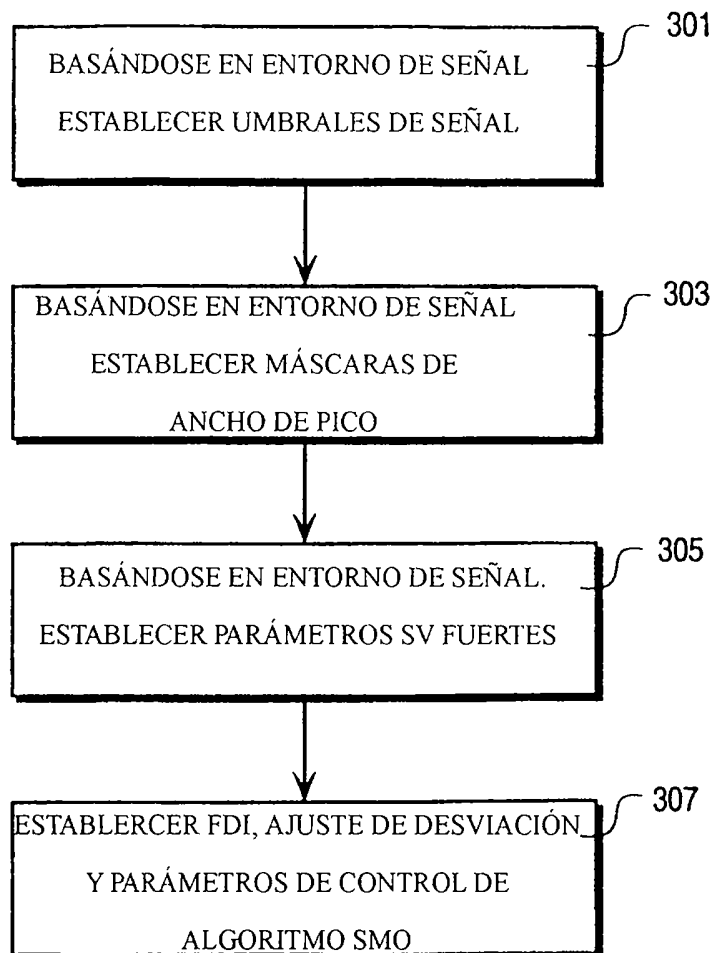 301
BASÁNDOSE EN ENTORNO DE SEÑAL
ESTABLECER UMBRALES DE SEÑAL
303
BASÁNDOSE EN ENTORNO DE SEÑAL
ESTABLECER MÁSCARAS DE
ANCHO DE PICO
305
BASÁNDOSE EN ENTORNO DE SEÑAL.
ESTABLECER PARÁMETROS SV FUERTES
307
ESTABLERCER FDI, AJUSTE DE DESVIACIÓN
Y PARÁMETROS DE CONTROL DE
ALGORITMO SMO